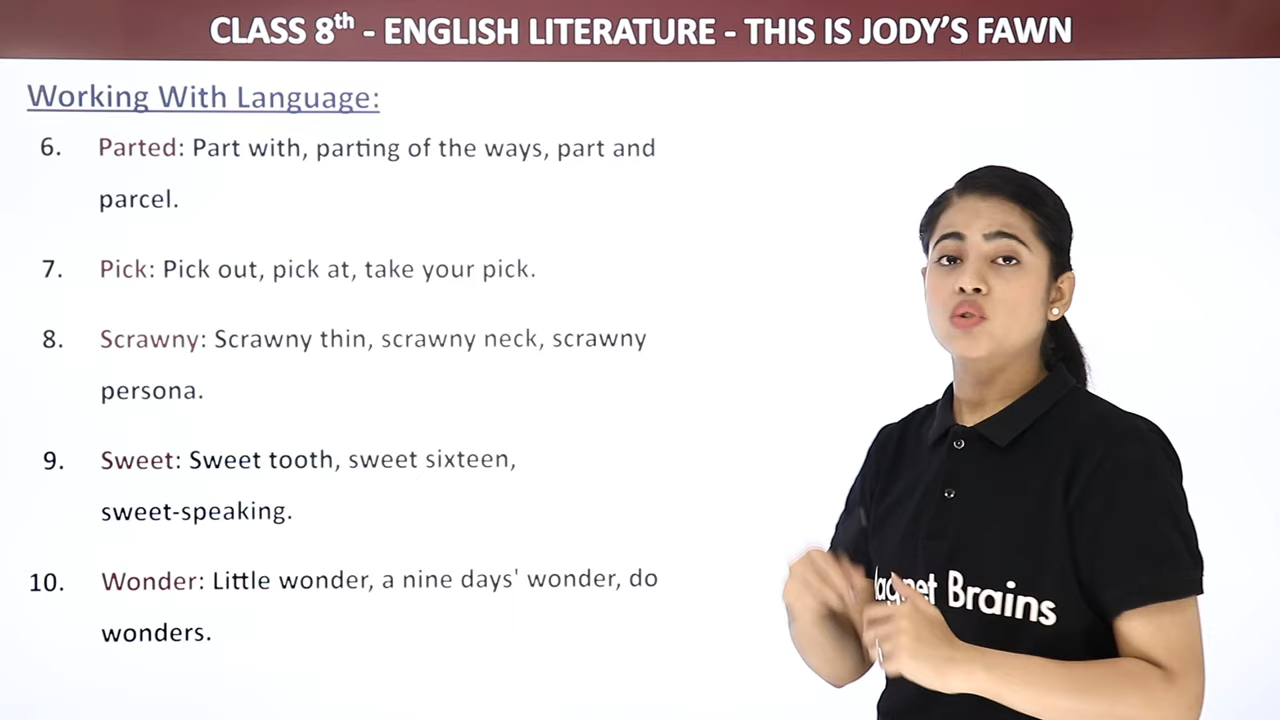 CLASS 8th - ENGLISH LITERATURE - THIS IS JODY'S FAWN
Working With Language:
6. Parted: Part with, parting of the ways, part and
parcel.
7. Pick: Pick out, pick at, take your pick.
8. Scrawny: Scrawny thin, scrawny neck, scrawny
persona.
9. Sweet: Sweet tooth, sweet sixteen,
sweet-speaking.
10. Wonder: Little wonder, a nine days' wonder, do
wonders.
Brains